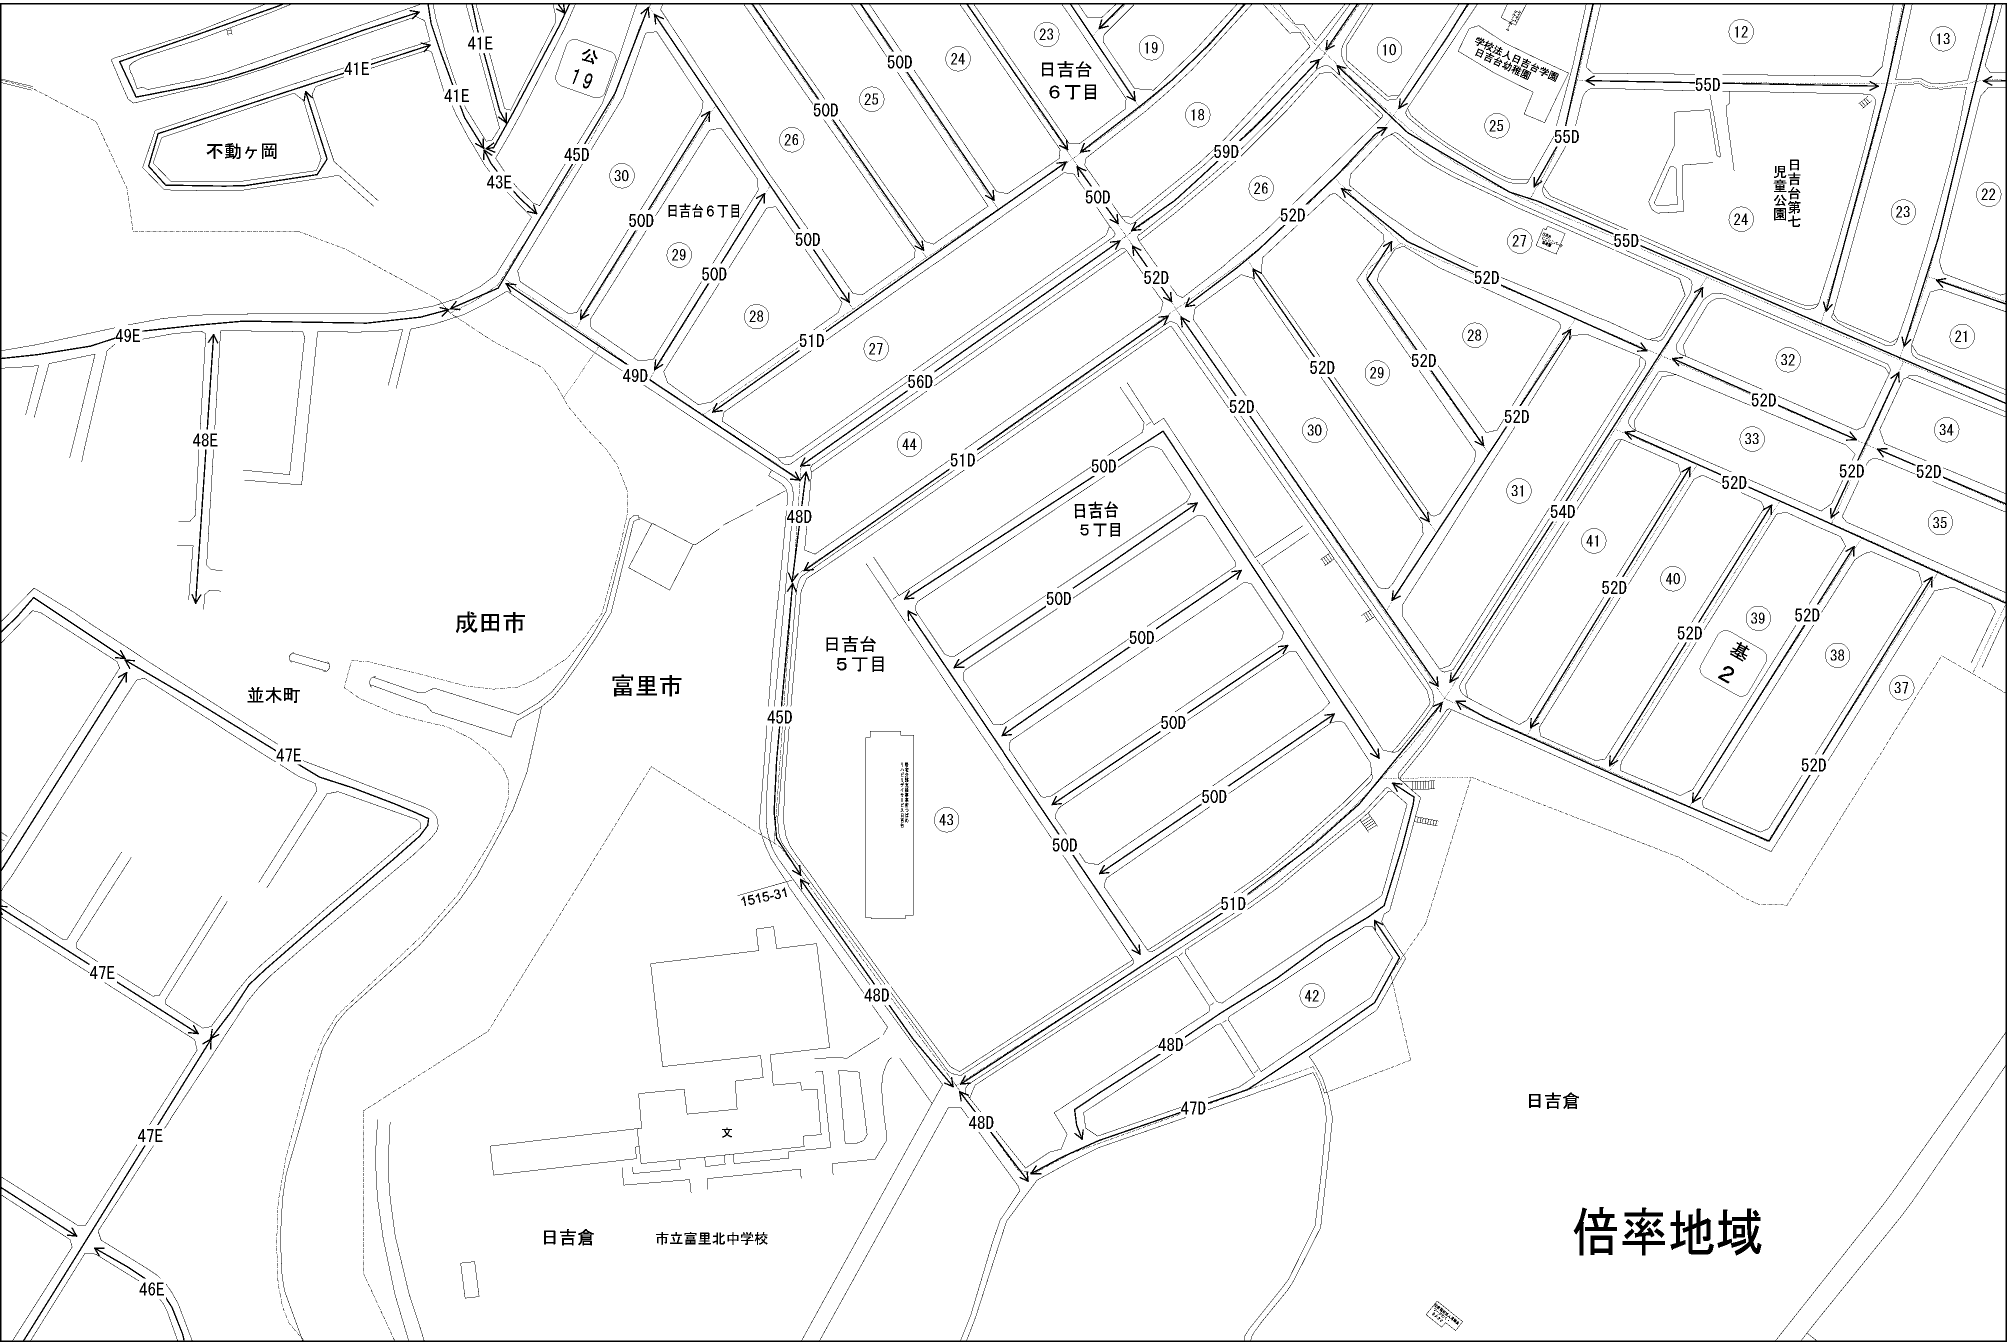 12
13
23
24
公
19
41E
41E
10
学校法人日吉台学園
日吉台幼稚園
19
50D
日吉台
6丁目
41E
55D
25
50D
18
25
26
55D
不動ヶ岡
45D
59D
30
43E
26
50D
日吉台第七
児童公園
22
23
24
日吉台6丁目
50D
52D
50D
27
55D
29
50D
52D
52D
28
49E
51D
27
28
21
32
49D
56D
52D
52D
29
52D
52D
52D
48E
44
30
52D
33
34
51D
50D
52D
52D
52D
31
48D
日吉台
5丁目
54D
35
41
50D
40
52D
成田市
50D
39
52D
52D
日吉台
5丁目
基
2
38
富里市
並木町
37
45D
50D
47E
52D
50D
43
50D
1515-31
51D
47E
48D
42
48D
47D
48D
日吉倉
文
47E
日吉倉
市立富里北中学校
倍率地域
46E